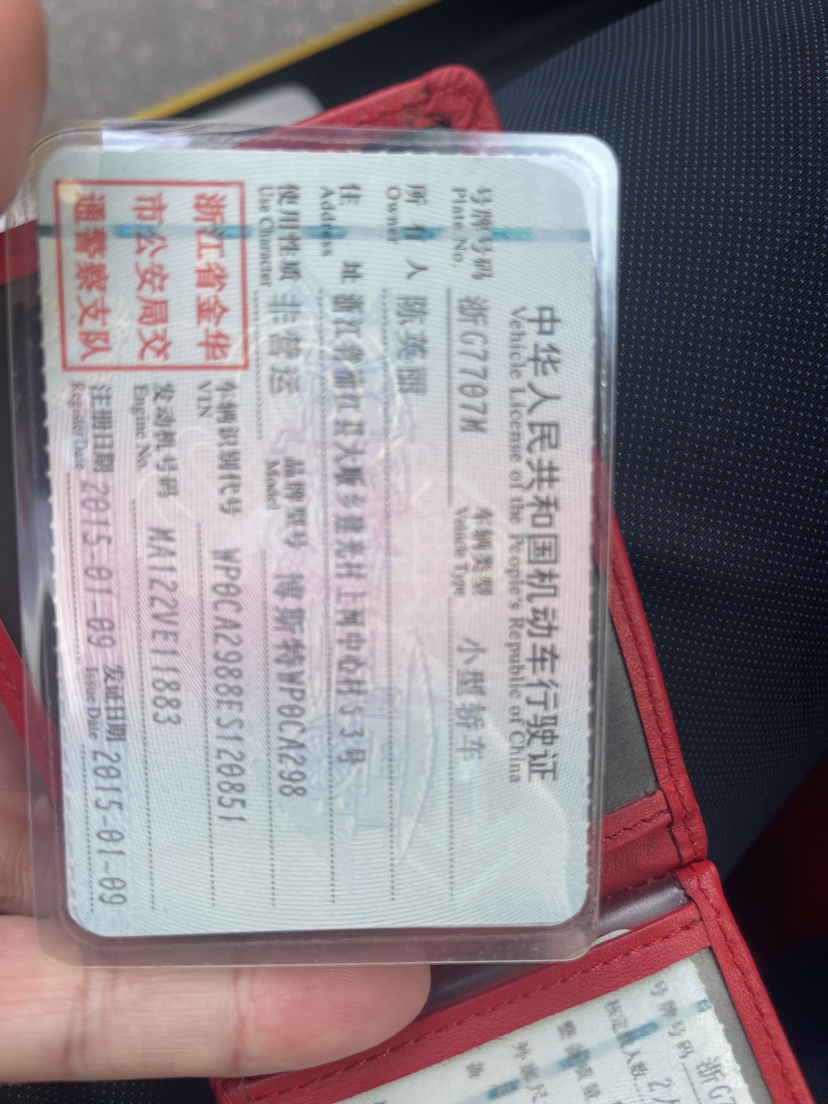 中华人民共和国机动车行驶证
Vehicle License of the People's Republic of China
号牌号码 浙G7707M 车辆类型 小型轿车
Plate No. Vehicle Type
所有人 陈英照
Owner
住址 浙江省浦江县大畈乡建光村上河中心村53号
Address
使用性质 非营运 品牌型号 博斯特WP0CA298
Use Character Model
车辆识别代号 WP0CA2988ES120851
VIN
发动机号码 MA122VE11883
Engine No.
注册日期 2015-01-09 发证日期 2015-01-09
Register Date Issue Date
浙江省金华
市公安局交
通警察支队
号牌号码 浙G7